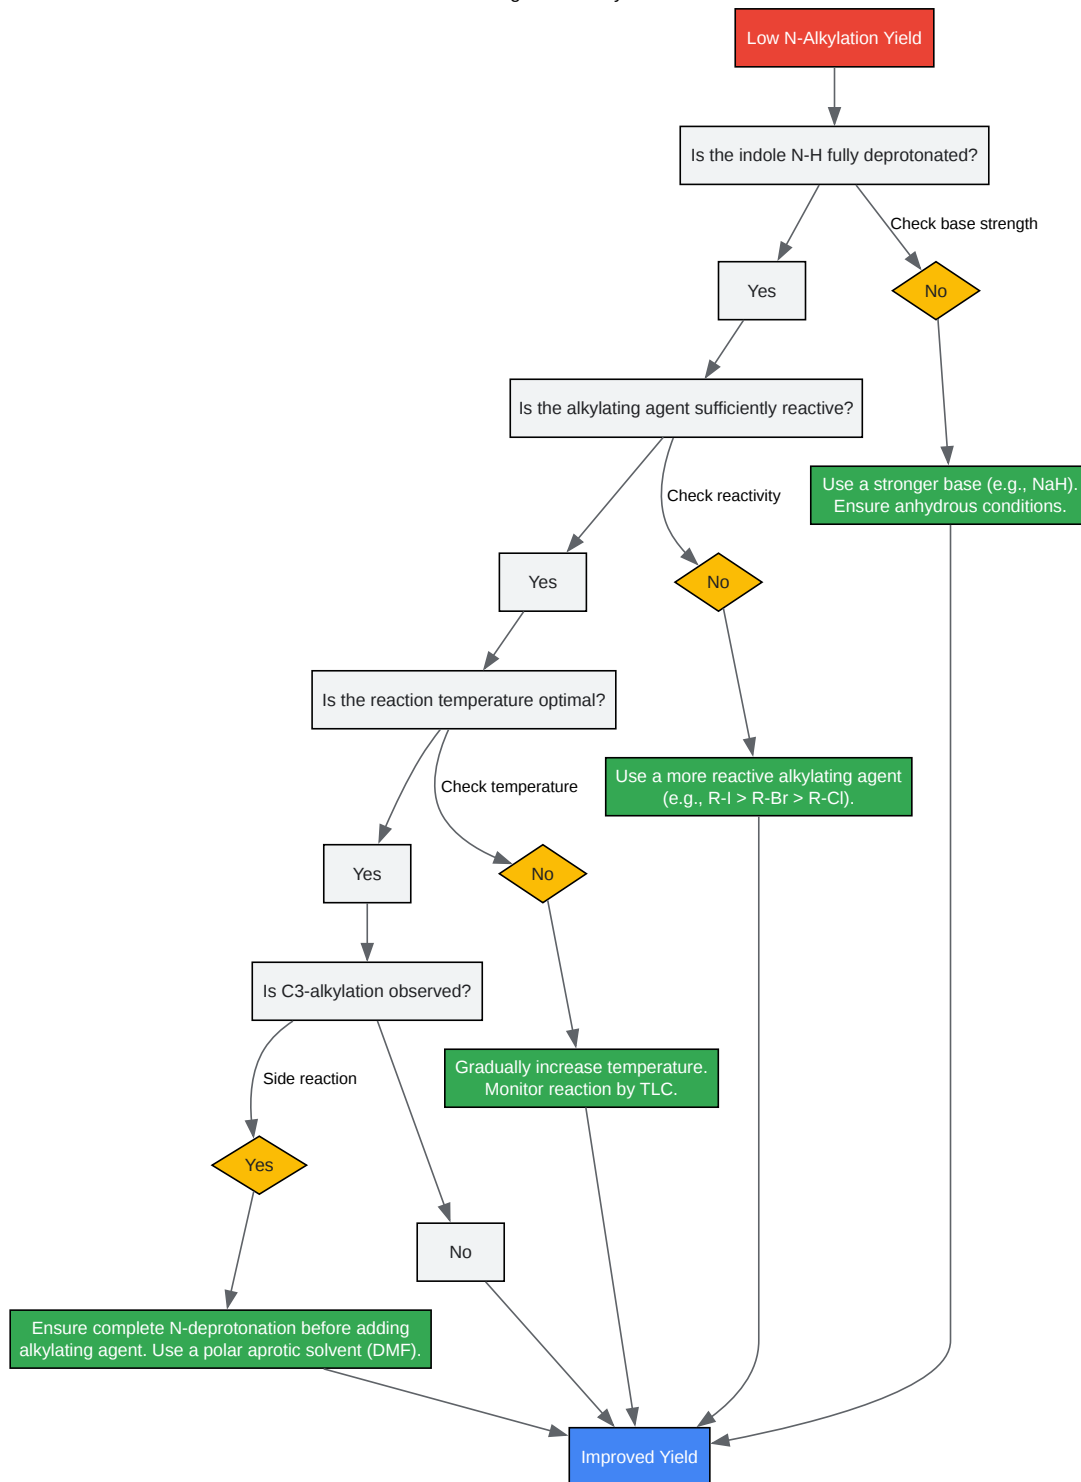 Low N-Alkylation Yield
Is the indole N-H fully deprotonated?
Check base strength
Yes
No
Is the alkylating agent sufficiently reactive?
Use a stronger base (e.g., NaH).
Ensure anhydrous conditions.
Check reactivity
Yes
No
Is the reaction temperature optimal?
Use a more reactive alkylating agent
(e.g., R-I > R-Br > R-Cl).
Check temperature
Yes
No
Is C3-alkylation observed?
Gradually increase temperature.
Monitor reaction by TLC.
Side reaction
Yes
No
Ensure complete N-deprotonation before adding
alkylating agent. Use a polar aprotic solvent (DMF).
Improved Yield